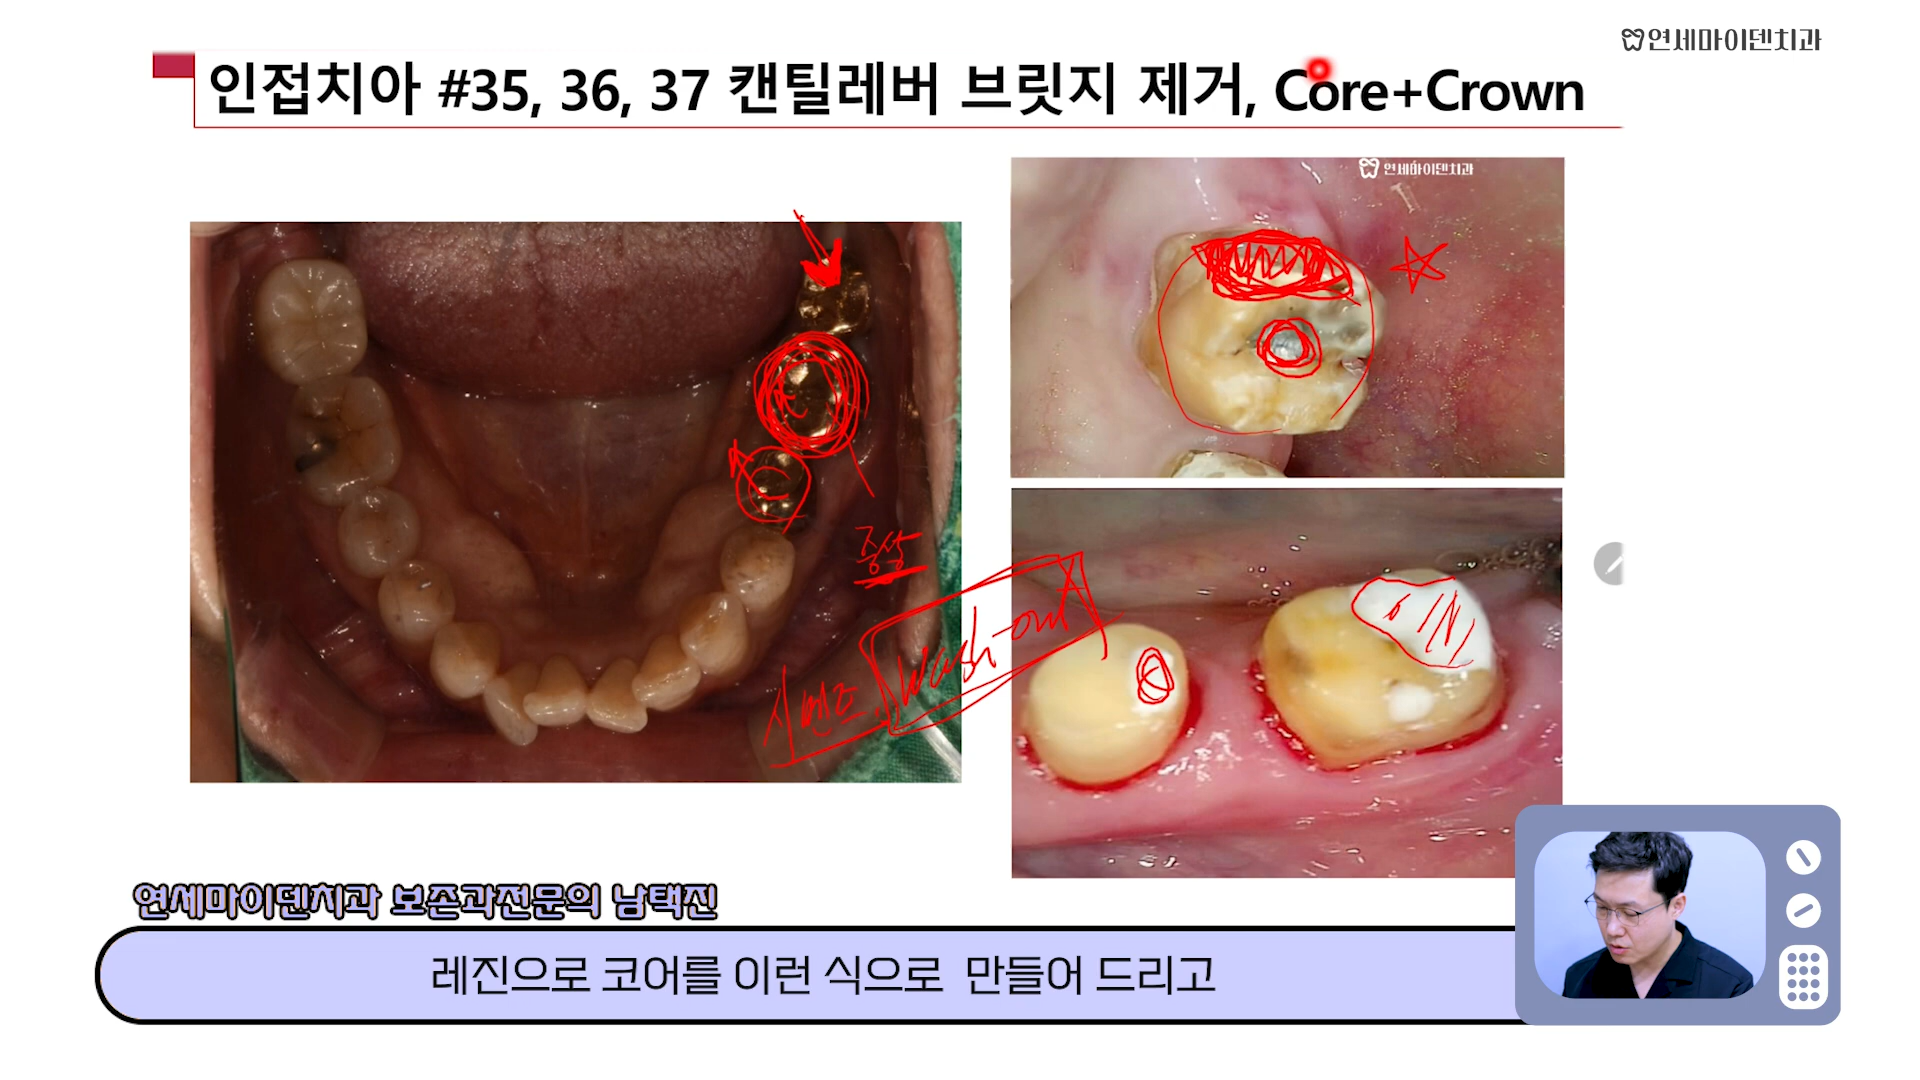 연세마이덴치과
인접치아 #35, 36, 37 캔틸레버 브릿지 제거, Core+Crown
연세마이덴치과
증상
시멘트
Wash-out
연세마이덴치과 보존과전문의 남택진
레진으로 코어를 이런 식으로 만들어 드리고